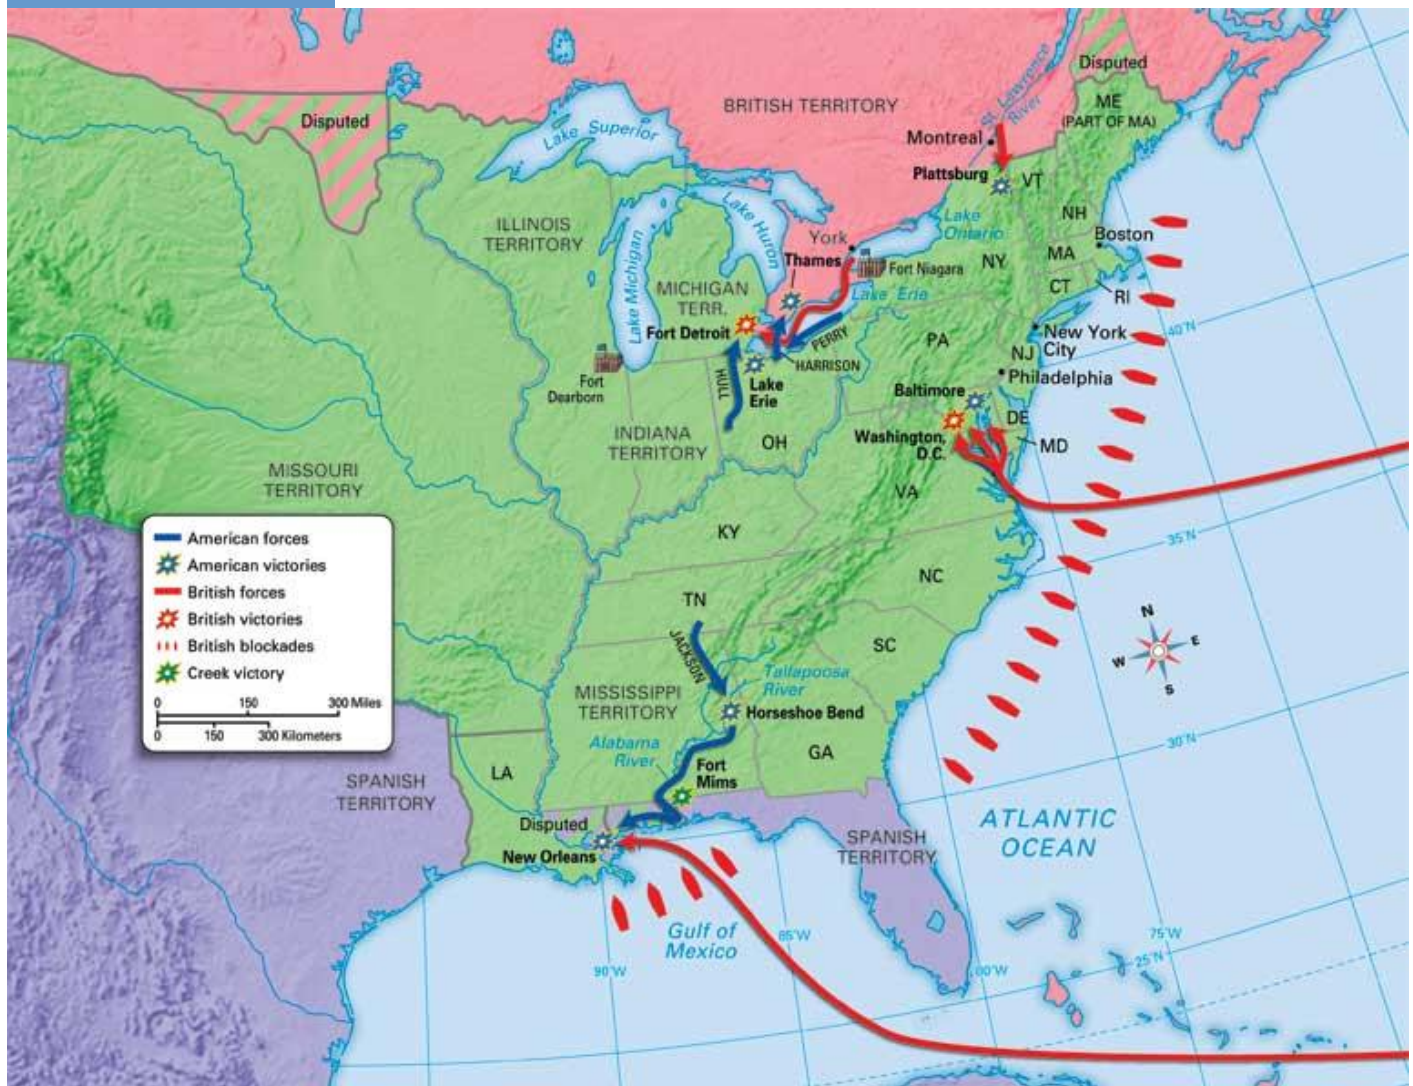 Disputed
Disputed
BRITISH TERRITORY
ME
(PART OF MA)
St. Lawrence
River
Montreal
Plattsburg
VT
NH
Boston
MA
CT
RI
NY
Lake Superior
ILLINOIS
TERRITORY
Lake Michigan
Lake Huron
Lake
Ontario
York
Thames
Fort Niagara
Lake Erie
MICHIGAN
TERR.
Fort Detroit
PERRY
HARRISON
HULL
Lake
Erie
Fort
Dearborn
PA
NJ
New York
City
Philadelphia
Baltimore
DE
MD
Washington,
D.C.
VA
INDIANA
TERRITORY
OH
MISSOURI
TERRITORY
KY
TN
NC
SC
GA
JACKSON
Tallapoosa
River
MISSISSIPPI
TERRITORY
Horseshoe Bend
Alabama
River
Fort
Mims
LA
Disputed
New Orleans
SPANISH
TERRITORY
SPANISH
TERRITORY
Gulf of
Mexico
ATLANTIC
OCEAN
40°N
35°N
30°N
25°N
90°W
85°W
80°W
75°W
N
E
W
S
American forces
American victories
British forces
British victories
British blockades
Creek victory
0 150 300 Miles
0 150 300 Kilometers